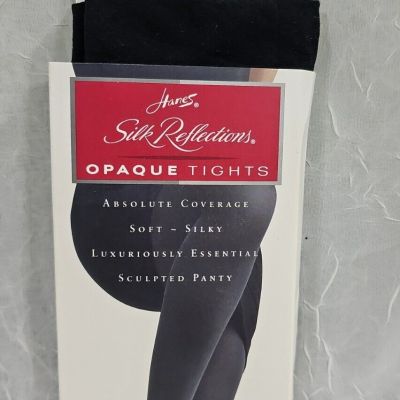 Hanes®
Silk Reflections®
OPAQUE TIGHTS
ABSOLUTE COVERAGE
SOFT ~ SILKY
LUXURIOUSLY ESSENTIAL
SCULPTED PANTY